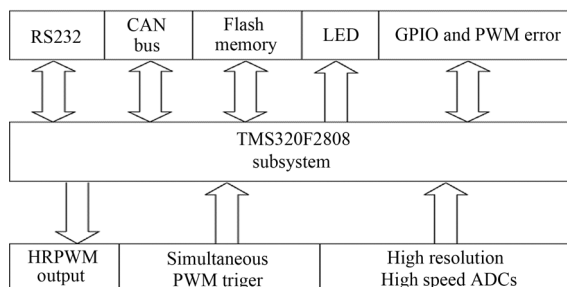 RS232
CAN
bus
Flash
memory
LED
GPIO and PWM error
TMS320F2808
subsystem
HRPWM
output
Simultaneous
PWM triger
High resolution
High speed ADCs